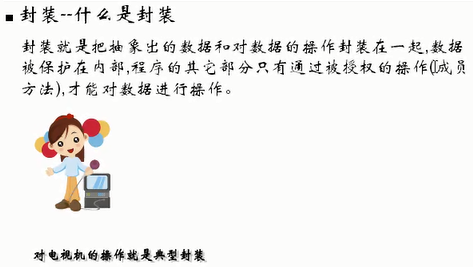 封装--什么是封装
封装就是把抽象出的数据和对数据的操作封装在一起,数据
被保护在内部,程序的其它部分只有通过被授权的操作(成员
方法),才能对数据进行操作。
对电视机的操作就是典型封装